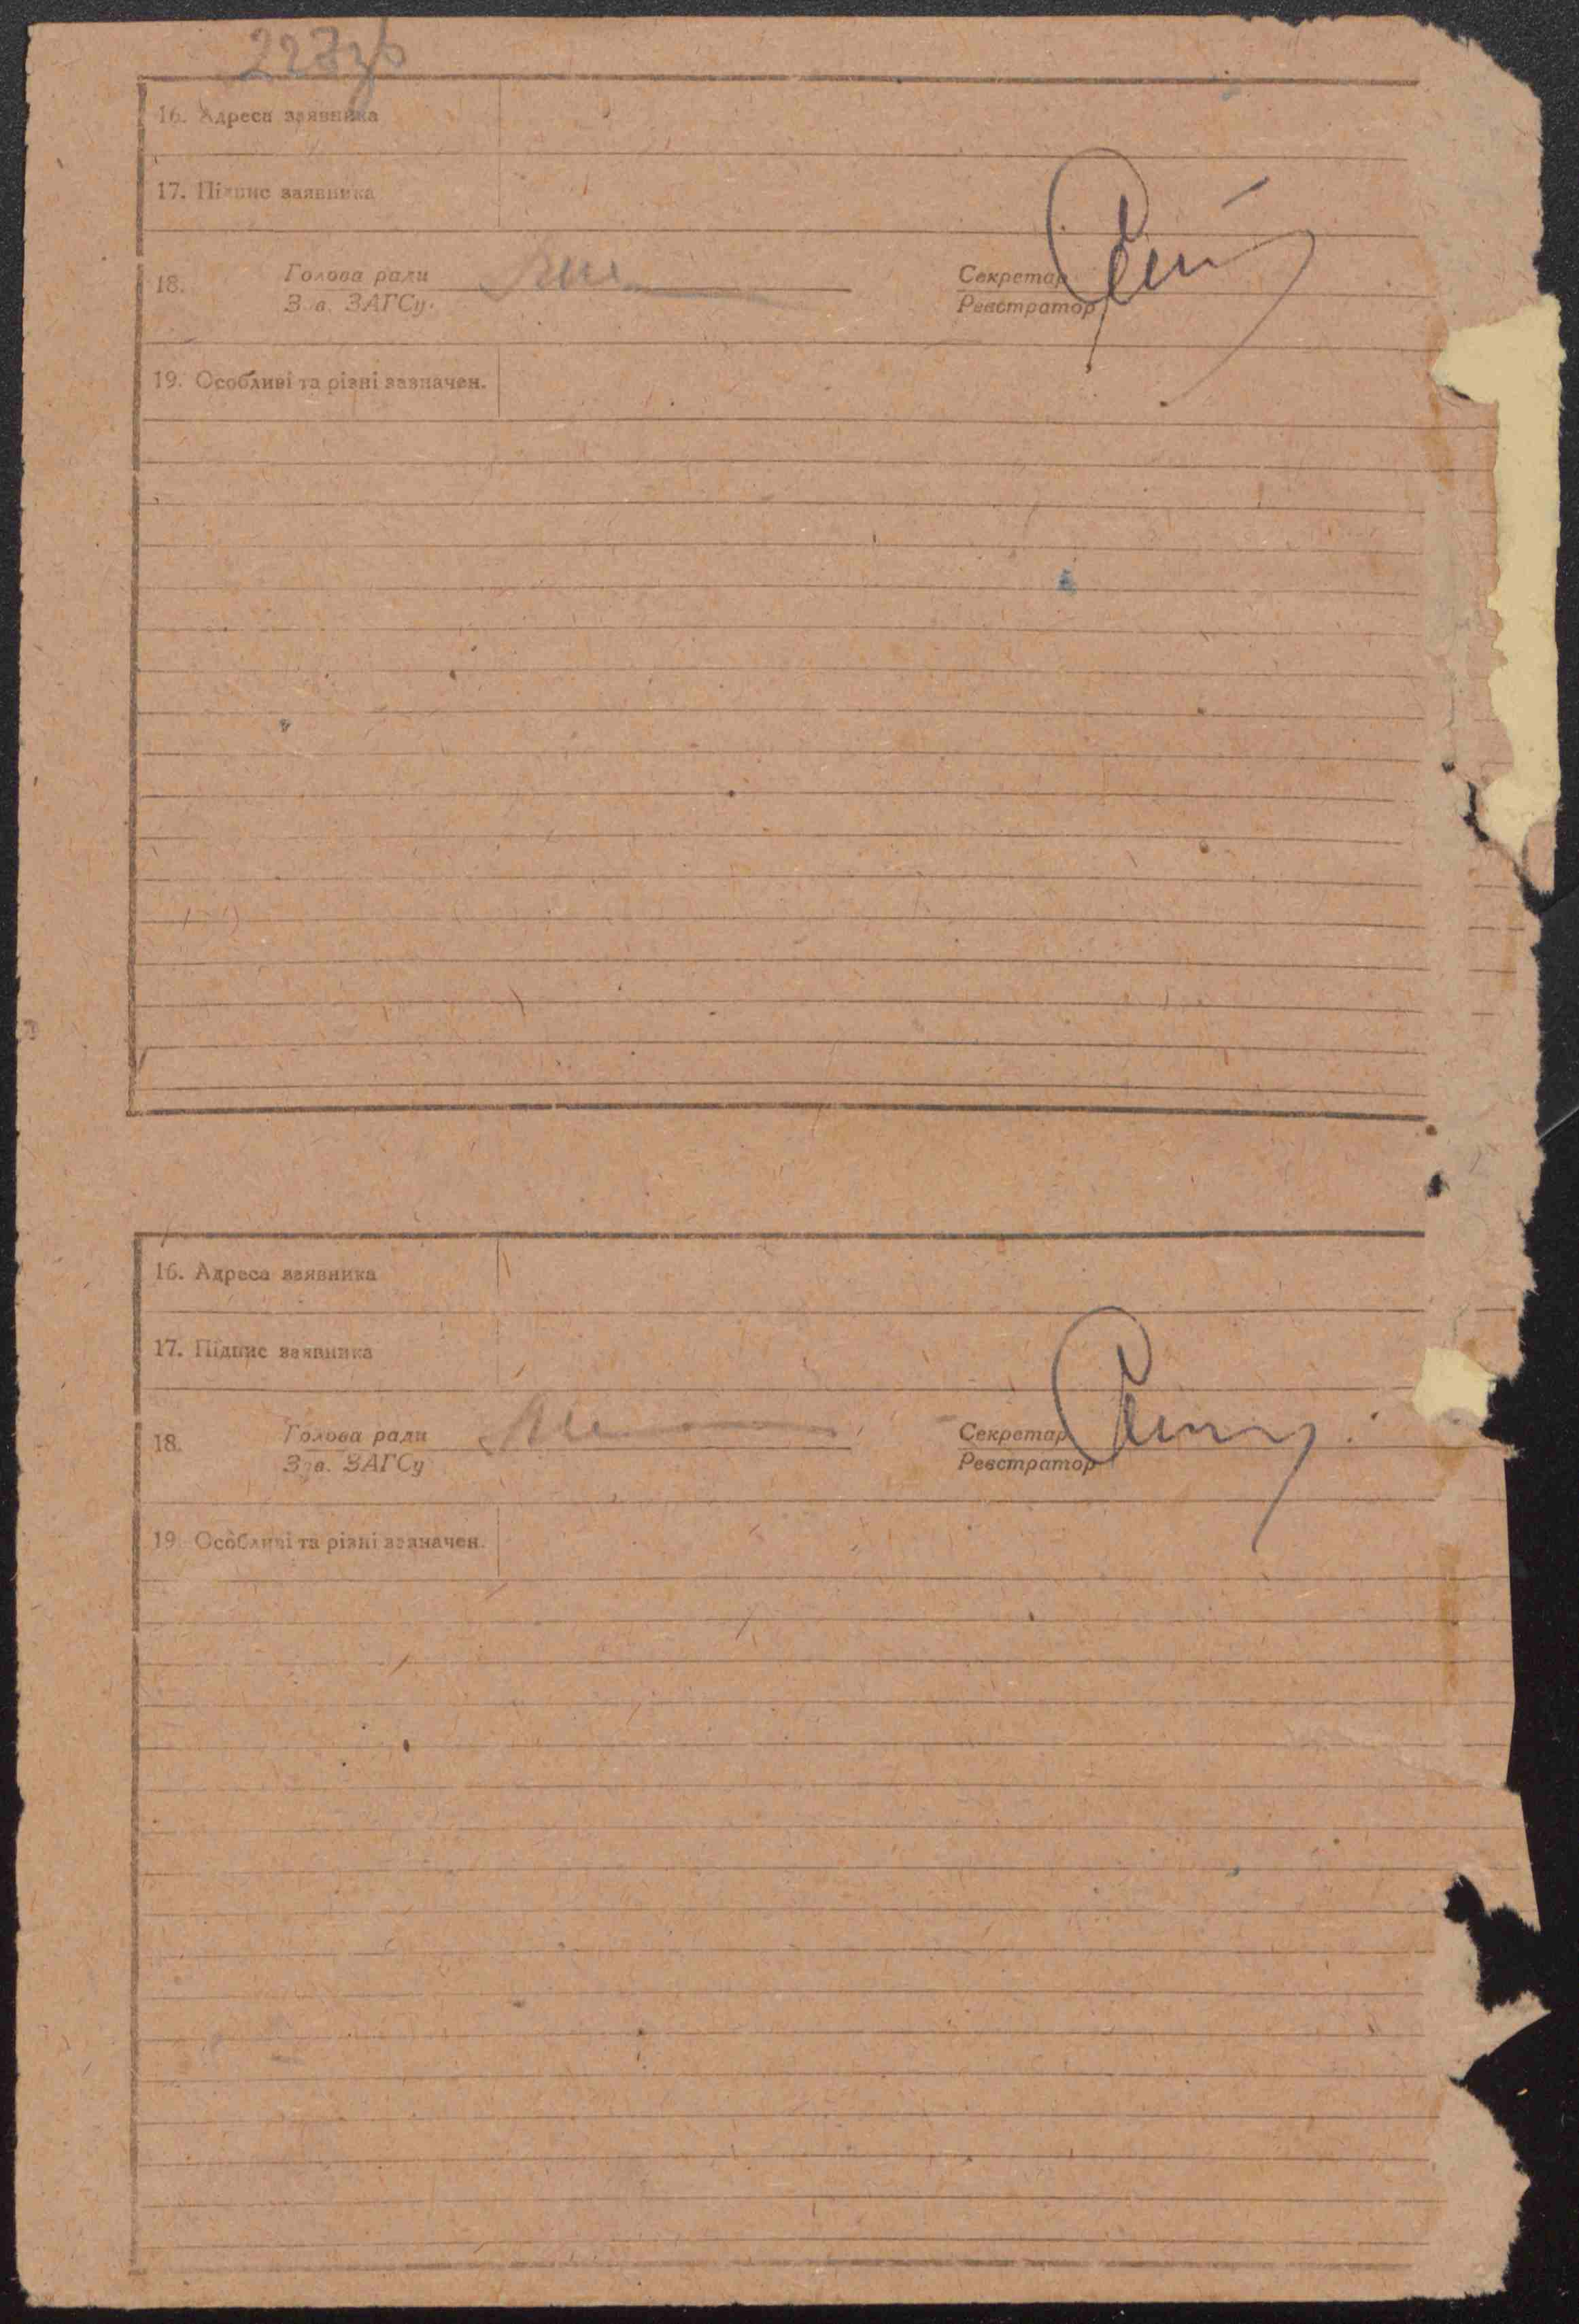 227зв
16. Адреса заявника
17. Підпис заявника
18. Голова ради Секретар
Зав. ЗАГСу. Реєстратор
19. Особливі та різні зазначен.
16. Адреса заявника
17. Підпис заявника
18. Голова ради Секретар
Зав. ЗАГСу Реєстратор
19. Особливі та різні зазначен.